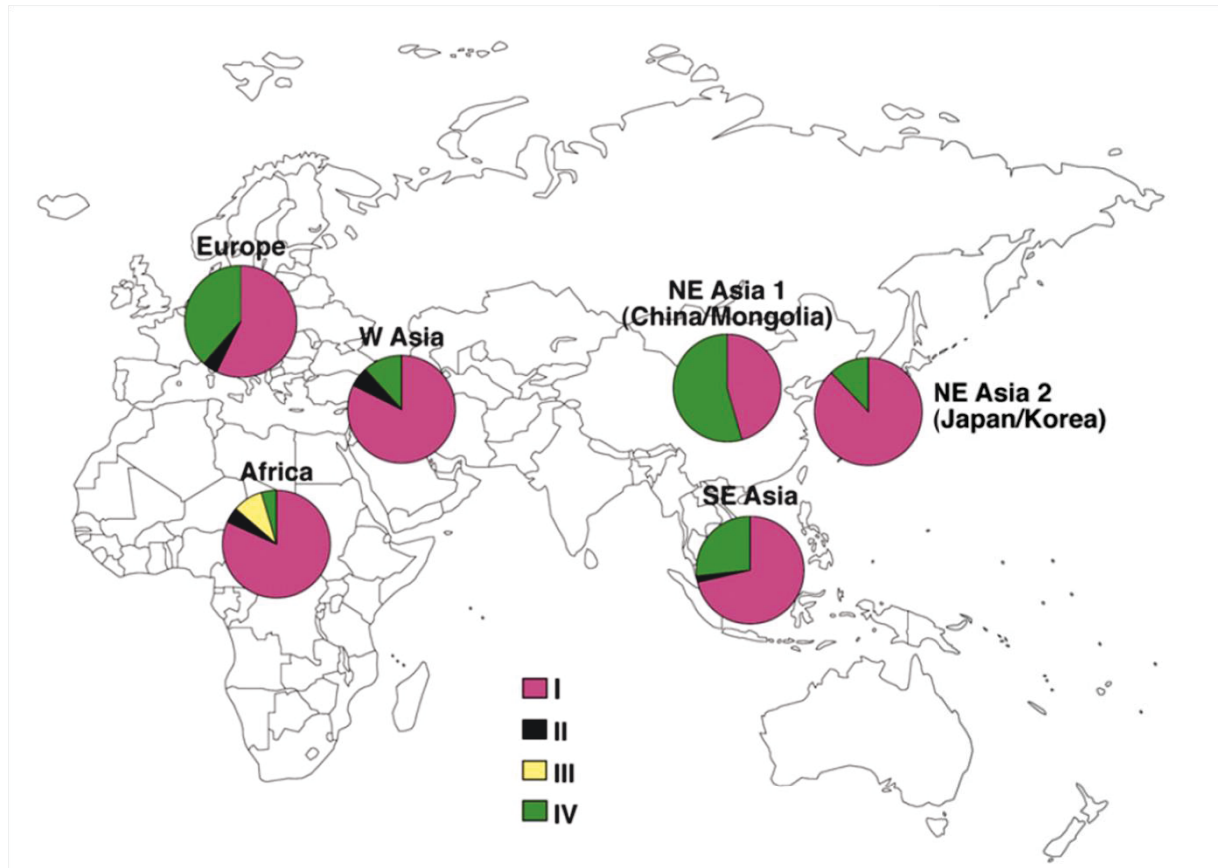 Europe
NE Asia 1
(China/Mongolia)
W Asia
NE Asia 2
(Japan/Korea)
Africa
SE Asia
I
II
III
IV